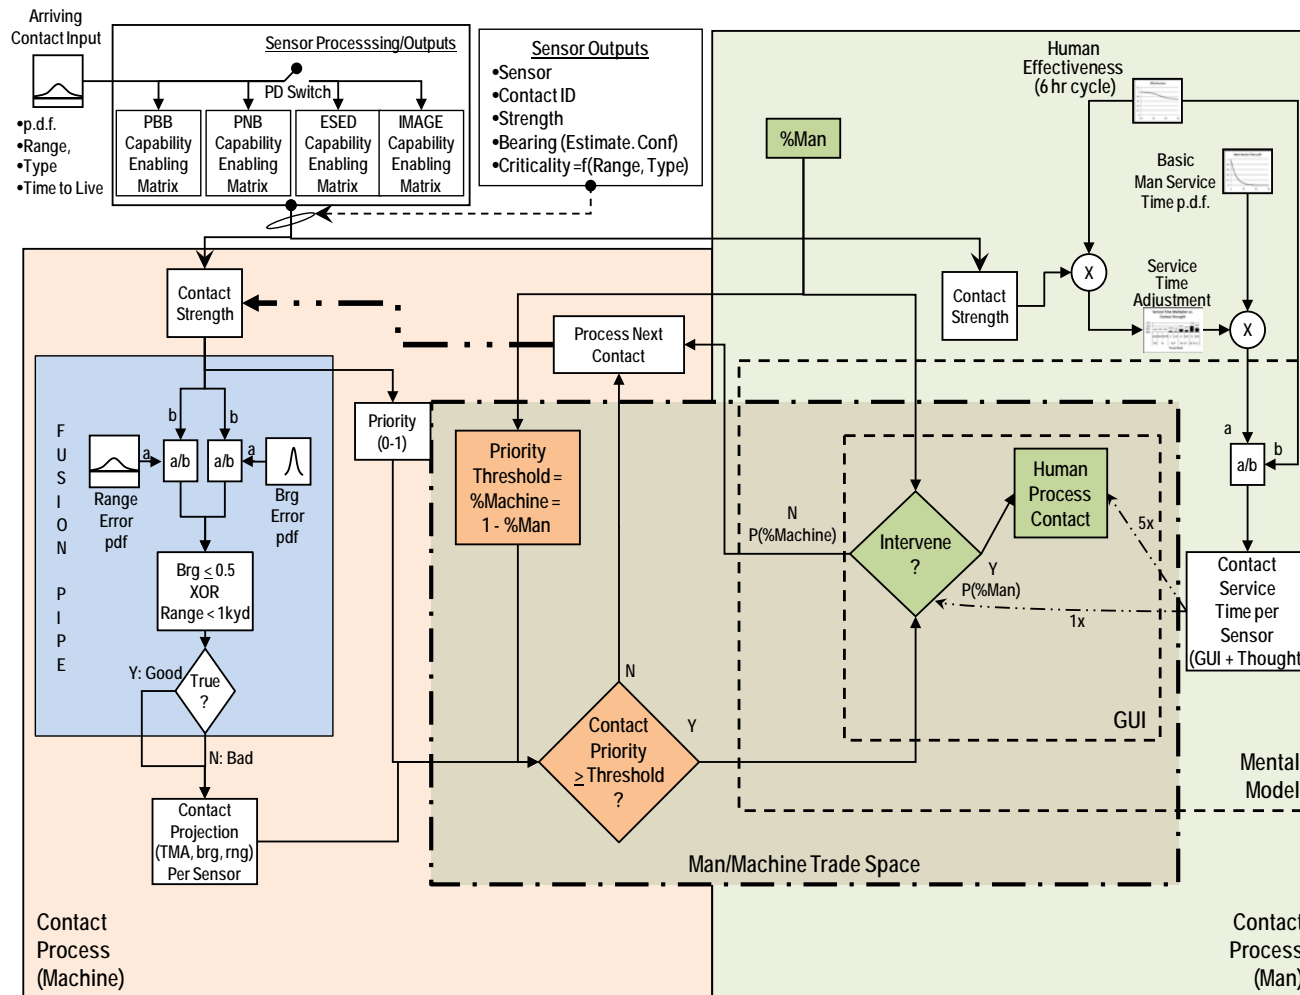 Arriving
Contact Input
•p.d.f.
•Range,
•Type
•Time to Live
Sensor Processsing/Outputs
PD Switch
PBB
Capability
Enabling
Matrix
PNB
Capability
Enabling
Matrix
ESED
Capability
Enabling
Matrix
IMAGE
Capability
Enabling
Matrix
Sensor Outputs
•Sensor
•Contact ID
•Strength
•Bearing (Estimate. Conf)
•Criticality =f(Range, Type)
%Man
Human
Effectiveness
(6 hr cycle)
Basic
Man Service
Time p.d.f.
Contact
Strength
X
Service
Time
Adjustment
X
Contact
Strength
Process Next
Contact
Priority
(0-1)
FUSION PIPE
b
b
a
a/b
a/b
a
Range
Error
pdf
Brg
Error
pdf
Brg ≤ 0.5
XOR
Range < 1kyd
True
?
Y: Good
N: Bad
Contact
Projection
(TMA, brg, rng)
Per Sensor
Priority
Threshold =
%Machine =
1 - %Man
Contact
Priority
≥ Threshold
?
N
Y
N
P(%Machine)
Intervene
?
Y
P(%Man)
Human
Process
Contact
5x
1x
a
b
a/b
Contact
Service
Time per
Sensor
(GUI + Thought
GUI
Mental
Model
Man/Machine Trade Space
Contact
Process
(Machine)
Contact
Process
(Man)